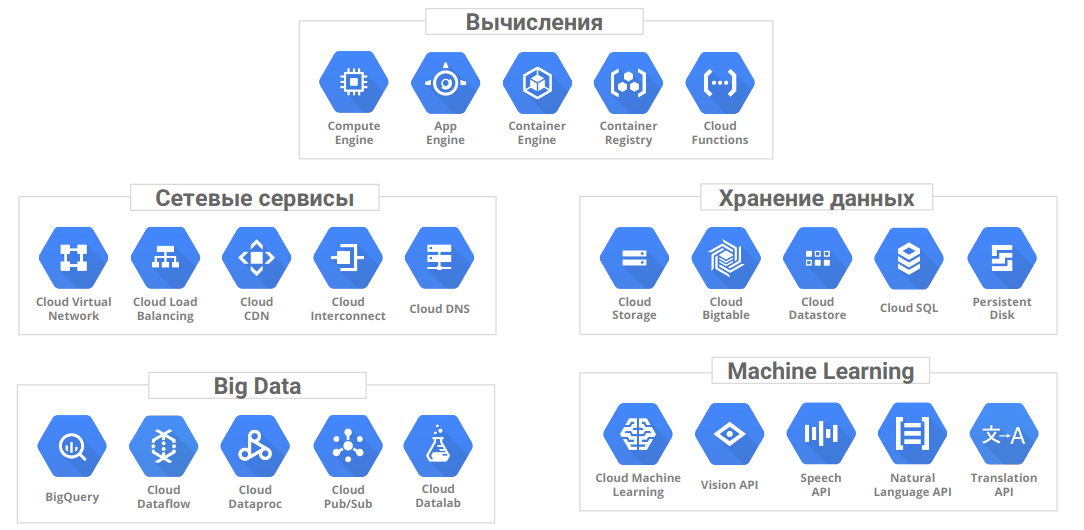 Вычисления
Compute
Engine
App
Engine
Container
Engine
Container
Registry
Cloud
Functions
Сетевые сервисы
Cloud Virtual
Network
Cloud Load
Balancing
Cloud
CDN
Cloud
Interconnect
Cloud DNS
Хранение данных
Cloud
Storage
Cloud
Bigtable
Cloud
Datastore
Cloud SQL
Persistent
Disk
Big Data
BigQuery
Cloud
Dataflow
Cloud
Dataproc
Cloud
Pub/Sub
Cloud
Datalab
Machine Learning
Cloud Machine
Learning
Vision API
Speech
API
Natural
Language API
文→A
Translation
API